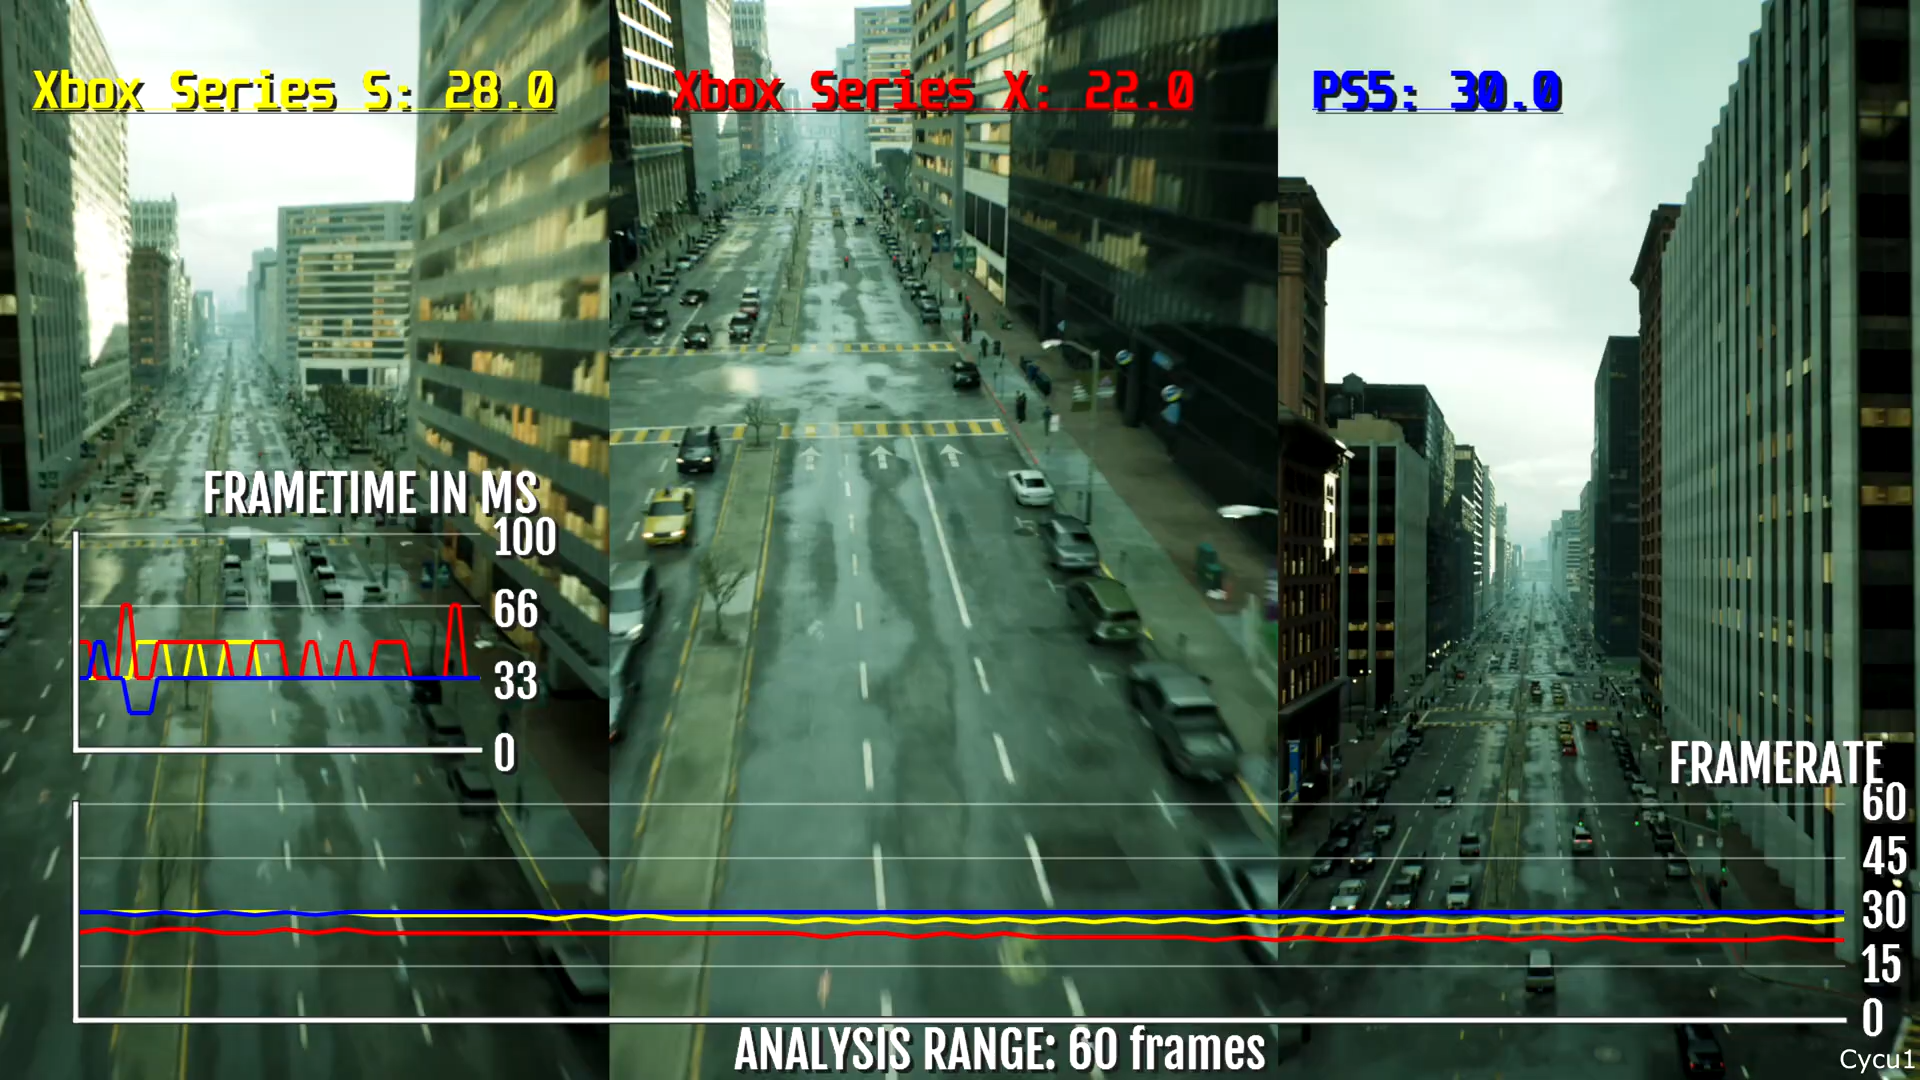 Xbox Series S: 28.0
Xbox Series X: 22.0
PS5: 30.0
FRAMETIME IN MS
100
66
33
0
FRAMERATE
60
45
30
15
0
ANALYSIS RANGE: 60 frames
Cycu1